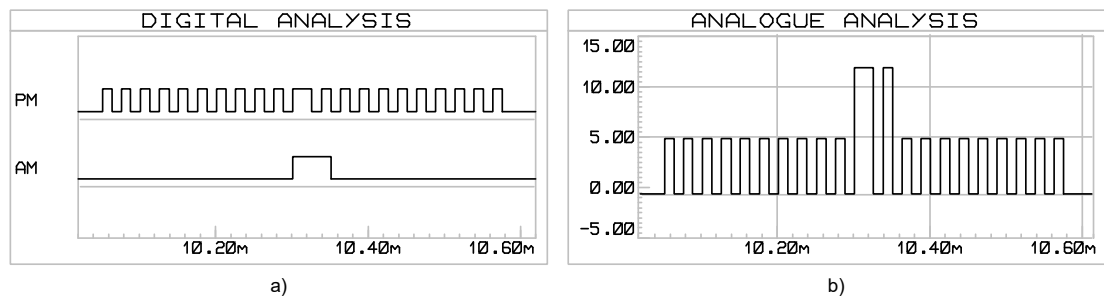 DIGITAL ANALYSIS
PM
AM
10.20m 10.40m 10.60m
a)
ANALOGUE ANALYSIS
15.00
10.00
5.00
0.00
-5.00
10.20m 10.40m 10.60m
b)